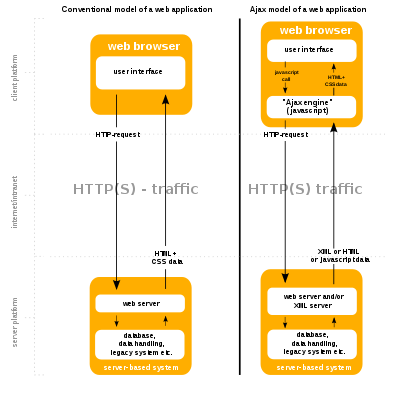 Conventional model of a web application
web browser
user interface
HTTP-request
HTTP(S) - traffic
HTML +
CSS data
web server
database,
data handling,
legacy system etc.
server-based system
Ajax model of a web application
web browser
user interface
javascript
call
HTML+
CSS data
"Ajax engine"
(javascript)
HTTP-request
HTTP(S) traffic
XML or HTML
or javascript data
web server and/or
XML server
database,
data handling,
legacy system etc.
server-based system
client platform
internet/intranet
server platform